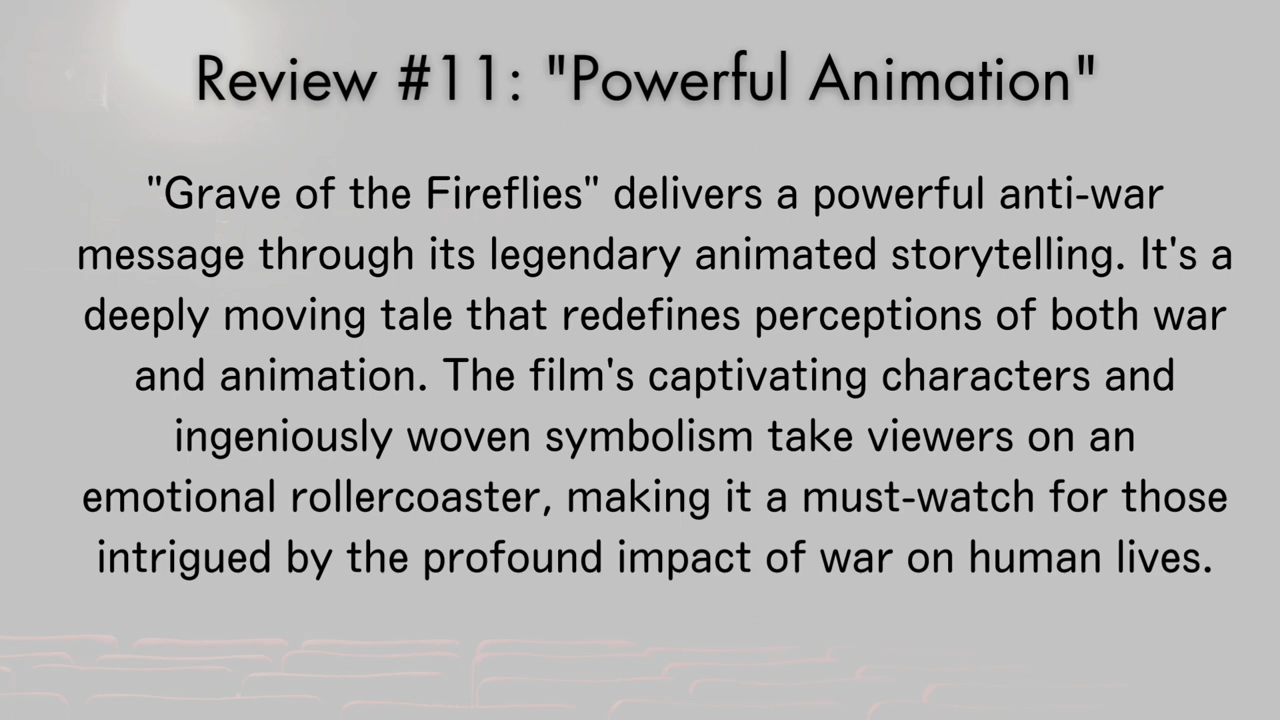 Review #11: "Powerful Animation"
"Grave of the Fireflies" delivers a powerful anti-war
message through its legendary animated storytelling. It's a
deeply moving tale that redefines perceptions of both war
and animation. The film's captivating characters and
ingeniously woven symbolism take viewers on an
emotional rollercoaster, making it a must-watch for those
intrigued by the profound impact of war on human lives.